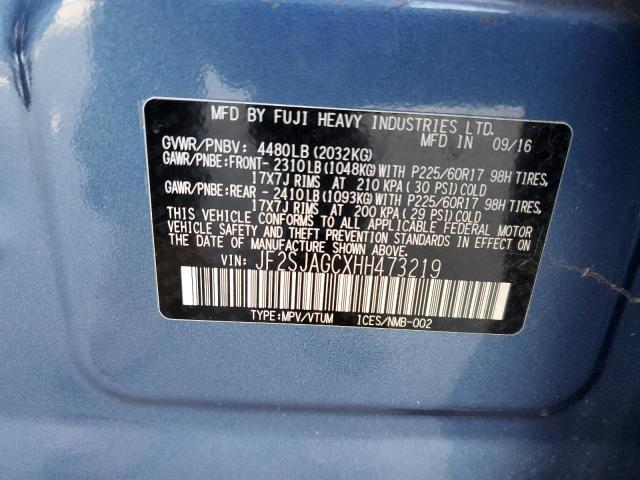 MFD BY FUJI HEAVY INDUSTRIES LTD.
MFD IN 09/16
GVWR/PNBV: 4480LB (2032KG)
GAWR/PNBE:FRONT- 2310LB (1048KG)WITH P225/60R17 98H TIRES,
17X7J RIMS AT 210 KPA (30 PSI)COLD
GAWR/PNBE:REAR - 2410LB (1093KG)WITH P225/60R17 98H TIRES,
17X7J RIMS AT 200 KPA (29 PSI)COLD
THIS VEHICLE CONFORMS TO ALL APPLICABLE FEDERAL MOTOR
VEHICLE SAFETY AND THEFT PREVENTION STANDARDS IN EFFECT
ON THE DATE OF MANUFACTURE SHOWN ABOVE.
VIN: JF2SJAGCXHH473219
TYPE:MPV/VTUM ICES/NMB-002